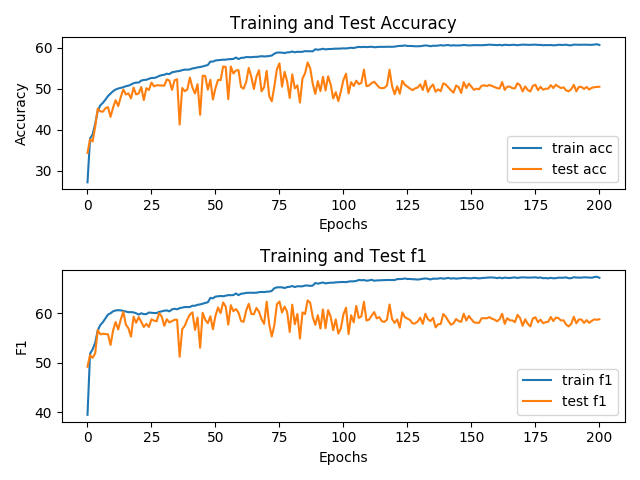 Training and Test Accuracy
60
50
40
30
Accuracy
train acc
test acc
0 25 50 75 100 125 150 175 200
Epochs
Training and Test f1
60
50
40
F1
train f1
test f1
0 25 50 75 100 125 150 175 200
Epochs